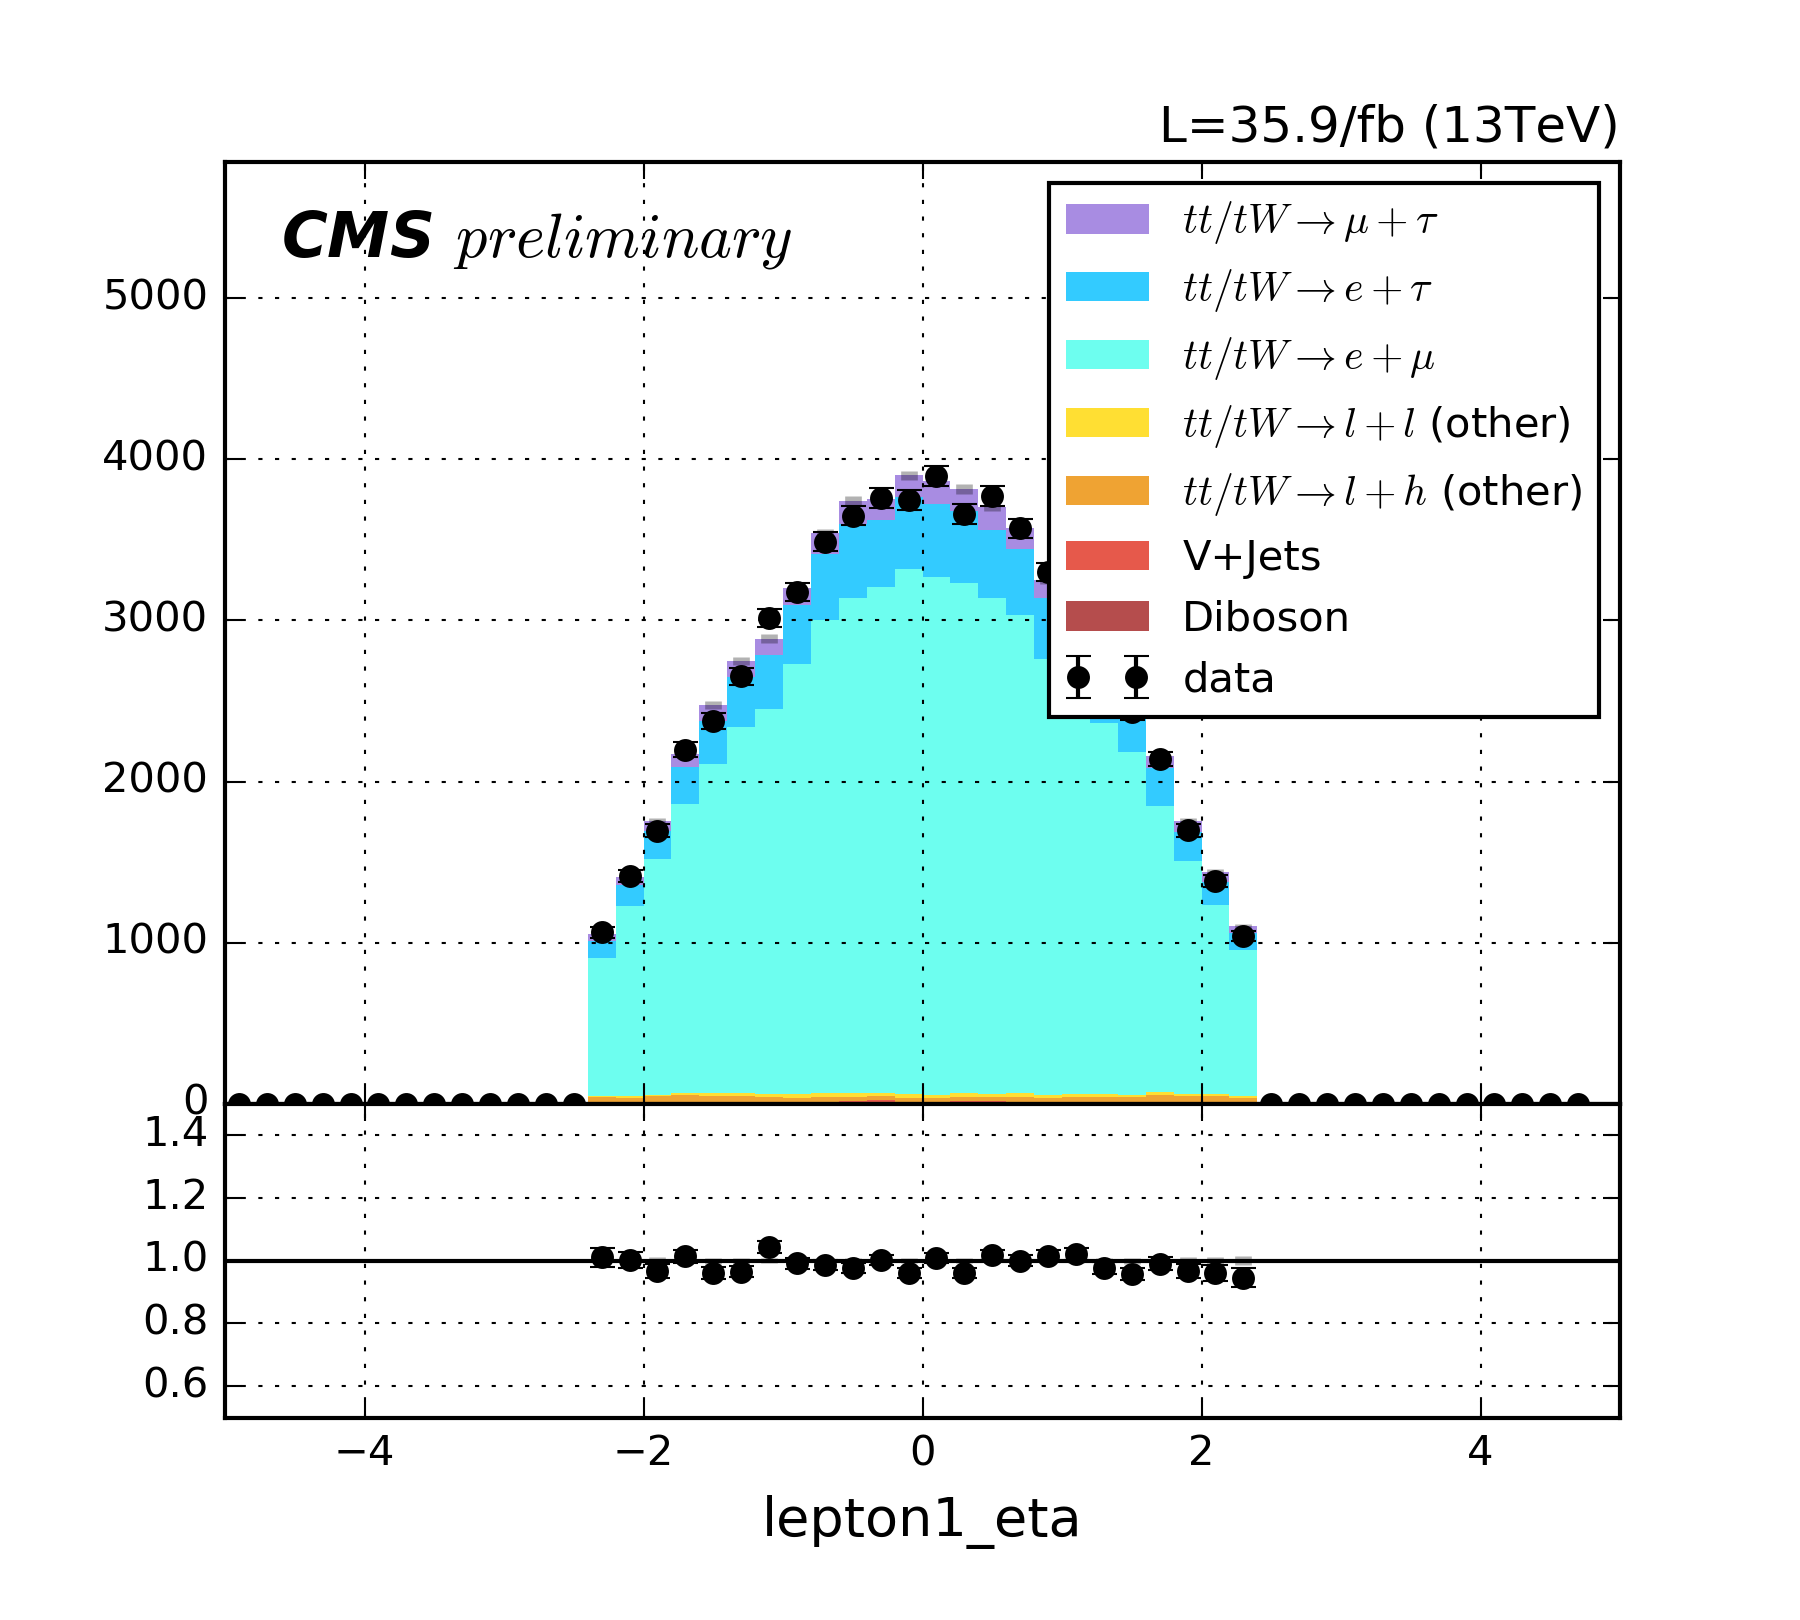 L=35.9/fb (13TeV)
CMS preliminary
tt/tW → μ + τ
tt/tW → e + τ
tt/tW → e + μ
tt/tW → l + l (other)
tt/tW → l + h (other)
V+Jets
Diboson
data
5000
4000
3000
2000
1000
0
1.4
1.2
1.0
0.8
0.6
−4 −2 0 2 4
lepton1_eta